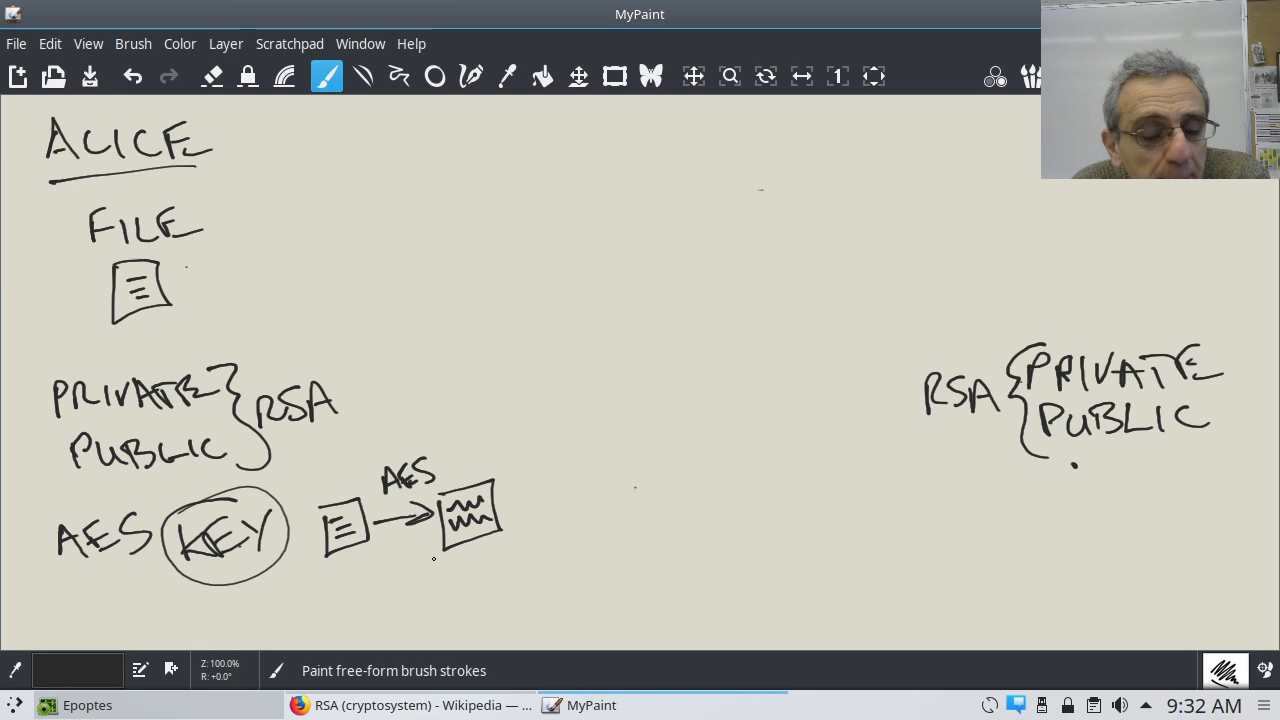 MyPaint
File Edit View Brush Color Layer Scratchpad Window Help
ALICE
FILE
PRIVATE
PUBLIC
RSA
AES KEY
AES
RSA
PRIVATE
PUBLIC
Z: 100.0%
R: +0.0°
Paint free-form brush strokes
Epoptes
RSA (cryptosystem) - Wikipedia — ...
MyPaint
9:32 AM